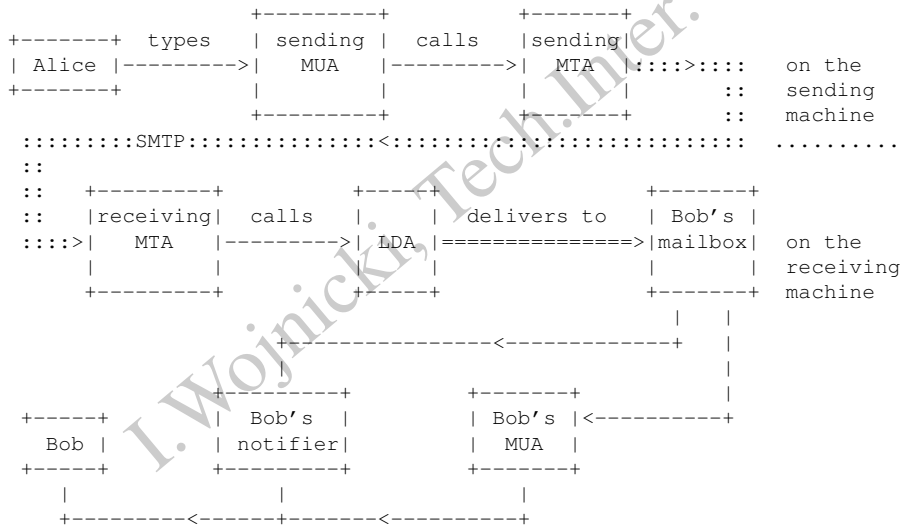 types sending calls sending
Alice MUA MTA on the
sending
machine
SMTP
receiving calls delivers to Bob's
MTA LDA mailbox on the
receiving
machine
Bob's Bob's
Bob notifier MUA
I.Wojnicki, Tech.Inter.